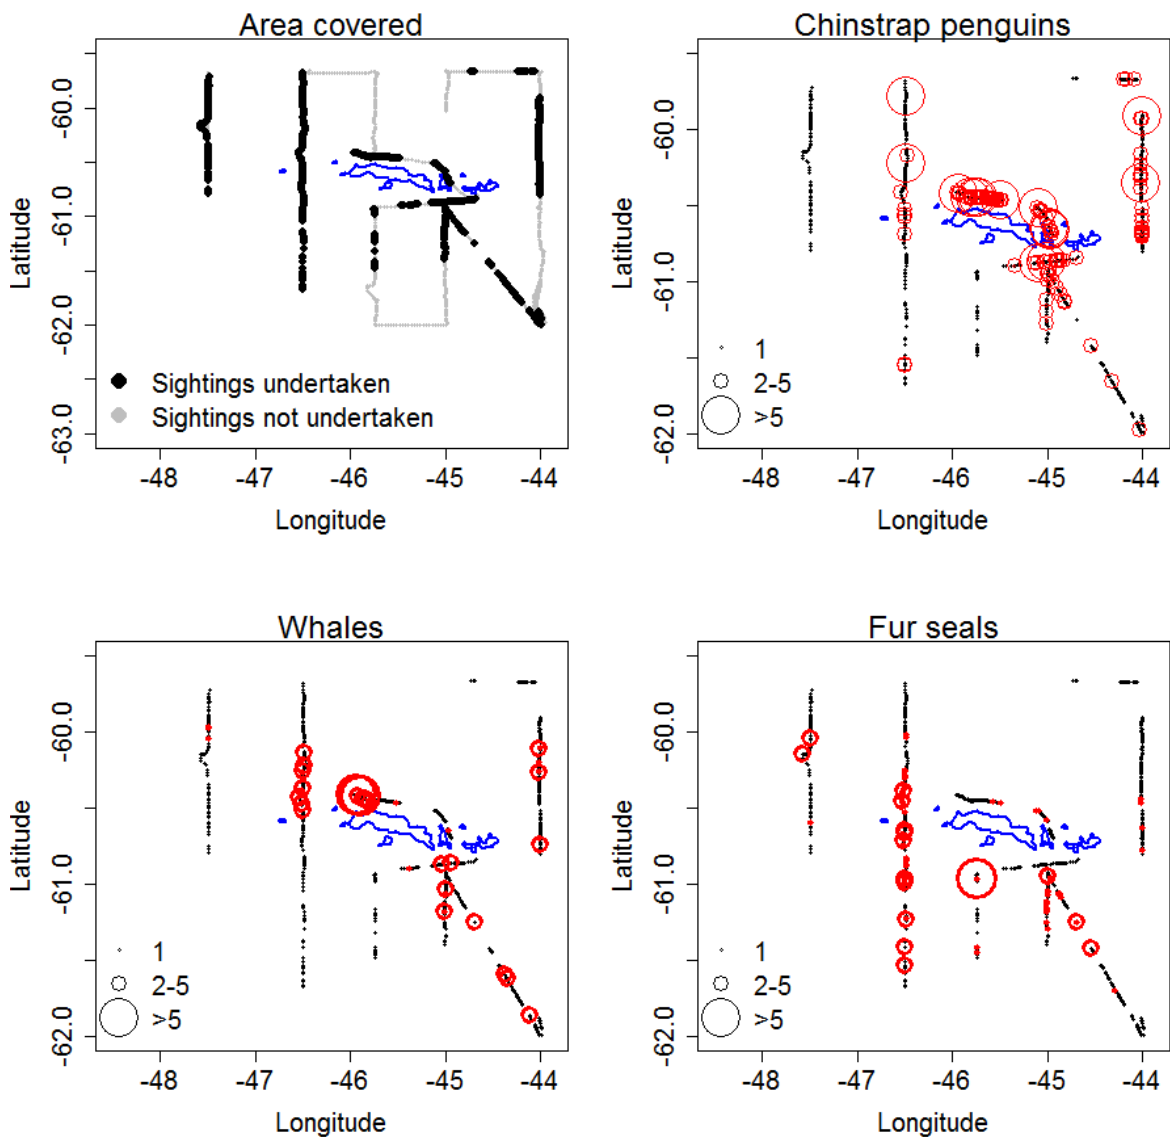 Area covered
Latitude
-60.0
-61.0
-62.0
-63.0
Sightings undertaken
Sightings not undertaken
-48 -47 -46 -45 -44
Longitude
Chinstrap penguins
Latitude
-60.0
-61.0
-62.0
1
2-5
>5
-48 -47 -46 -45 -44
Longitude
Whales
Latitude
-60.0
-61.0
-62.0
1
2-5
>5
-48 -47 -46 -45 -44
Longitude
Fur seals
Latitude
-60.0
-61.0
-62.0
1
2-5
>5
-48 -47 -46 -45 -44
Longitude